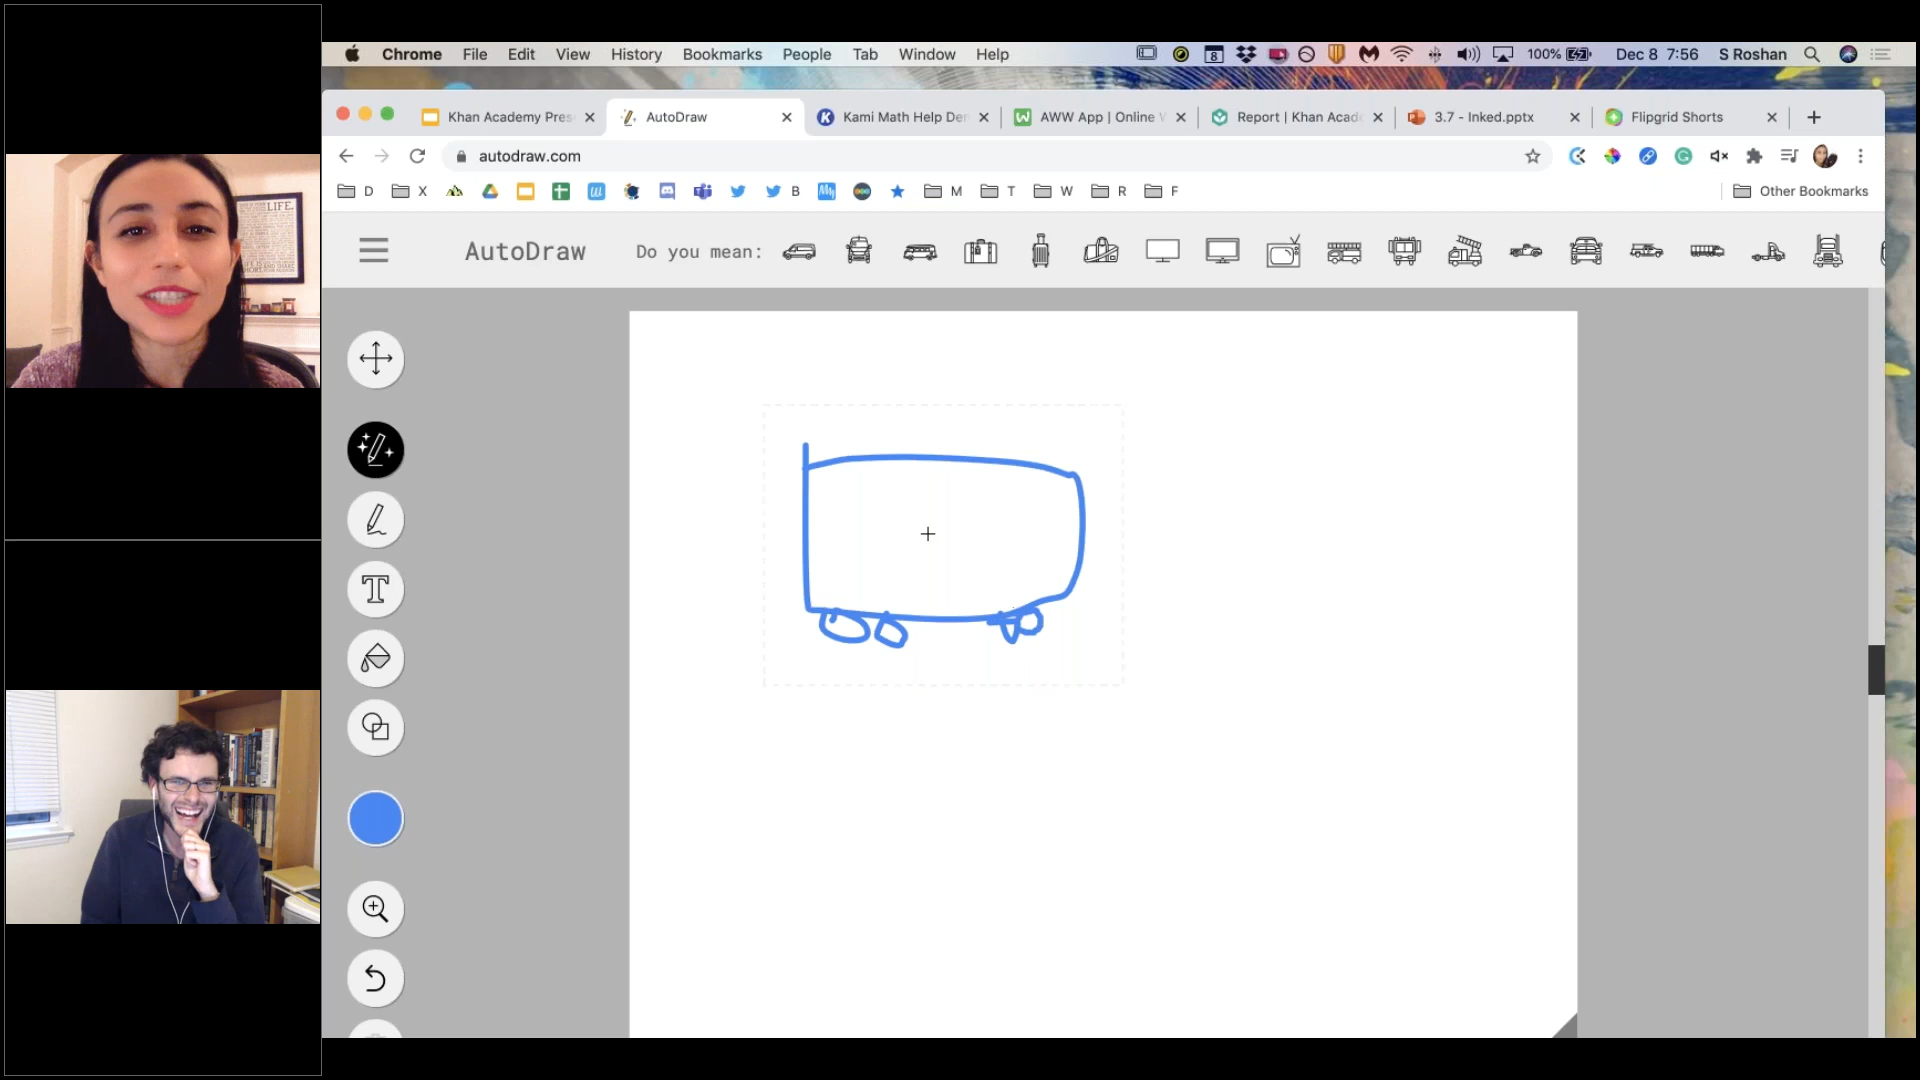 Chrome File Edit View History Bookmarks People Tab Window Help 8 100% Dec 8 7:56 S Roshan
Khan Academy Pres AutoDraw Kami Math Help De AWW App | Online Report | Khan Acad 3.7 - Inked.pptx Flipgrid Shorts
autodraw.com
D X B M T W R F Other Bookmarks
AutoDraw Do you mean:
T
LIFE.